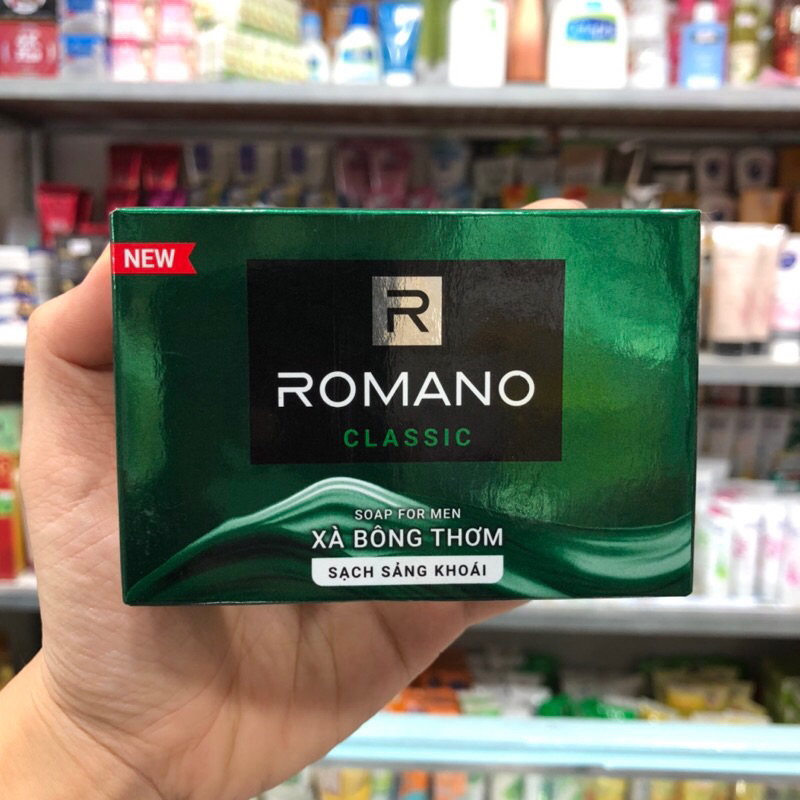 NEW
R
ROMANO
CLASSIC
SOAP FOR MEN
XÀ BÔNG THƠM
SẠCH SẢNG KHOÁI